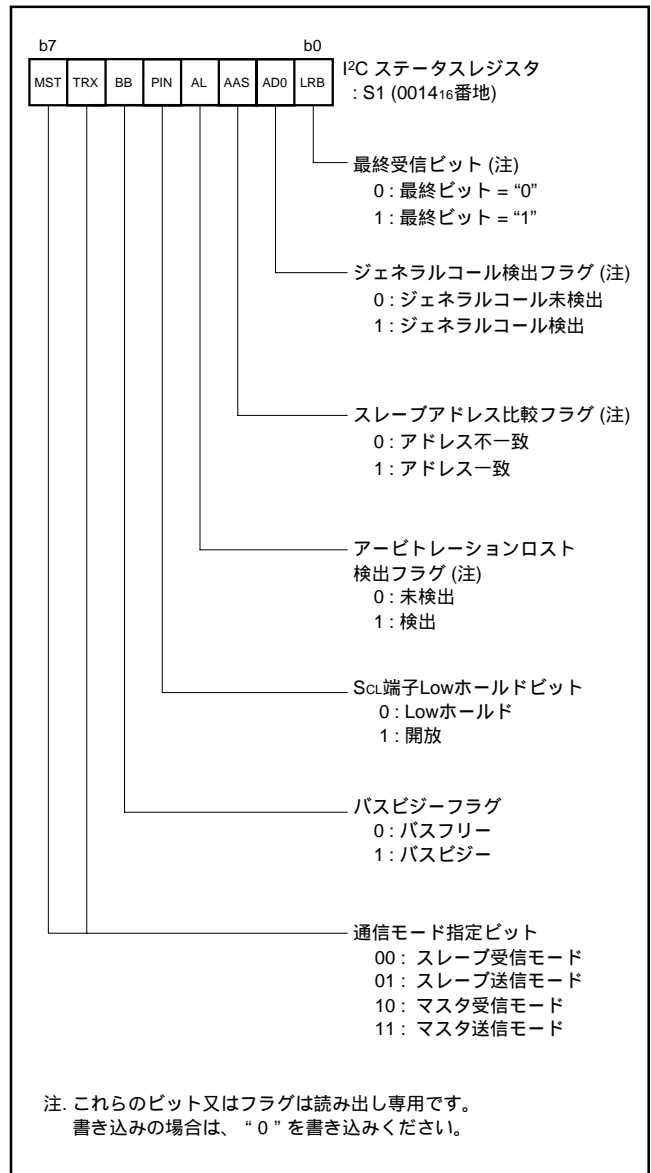 b7 b0
MST TRX BB PIN AL AAS AD0 LRB
I²C ステータスレジスタ
: S1 (0014₁₆番地)
最終受信ビット (注)
0 : 最終ビット = “0”
1 : 最終ビット = “1”
ジェネラルコール検出フラグ (注)
0 : ジェネラルコール未検出
1 : ジェネラルコール検出
スレーブアドレス比較フラグ (注)
0 : アドレス不一致
1 : アドレス一致
アービトレーションロスト
検出フラグ (注)
0 : 未検出
1 : 検出
SCL端子Lowホールドビット
0 : Lowホールド
1 : 開放
バスビジーフラグ
0 : バスフリー
1 : バスビジー
通信モード指定ビット
00 : スレーブ受信モード
01 : スレーブ送信モード
10 : マスタ受信モード
11 : マスタ送信モード
注. これらのビット又はフラグは読み出し専用です。
書き込みの場合は、“ 0 ” を書き込みください。